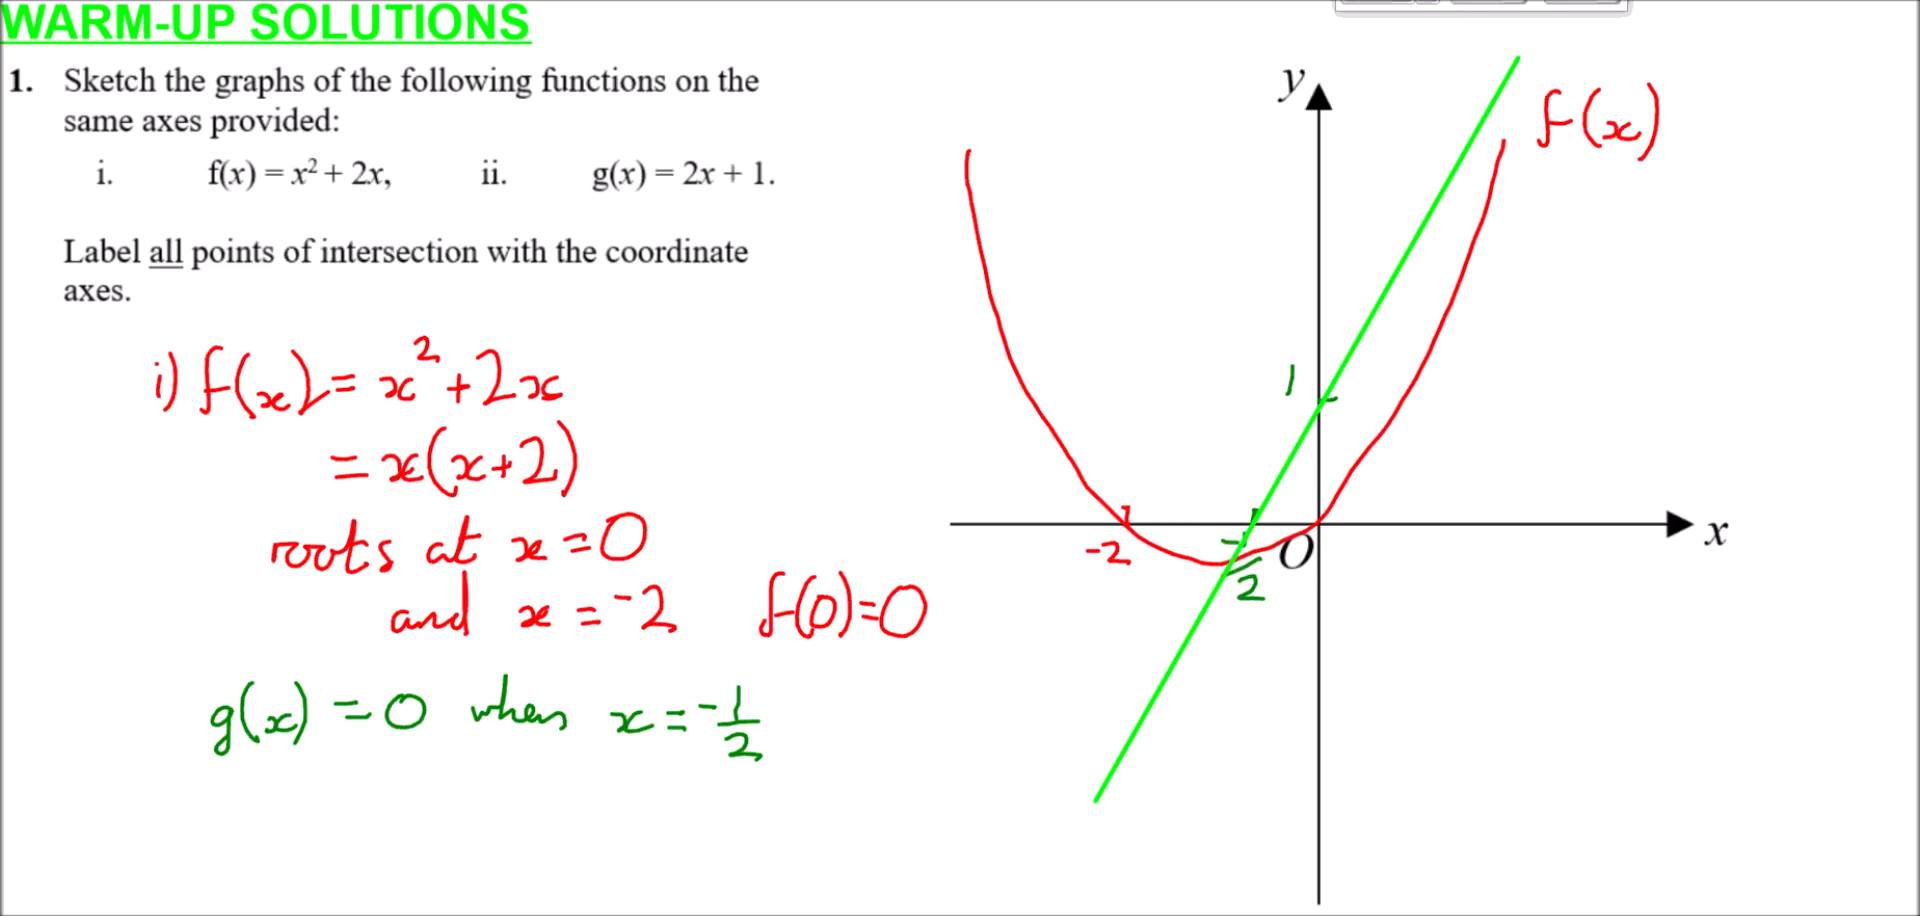 WARM-UP SOLUTIONS
1. Sketch the graphs of the following functions on the
same axes provided:
i. f(x) = x² + 2x, ii. g(x) = 2x + 1.
Label all points of intersection with the coordinate
axes.
i) f(x) = x² + 2x
= x(x+2)
roots at x = 0
and x = -2 f(0)=0
g(x) = 0 when x = -1/2
y
f(x)
1
x
-2
-1/2
O